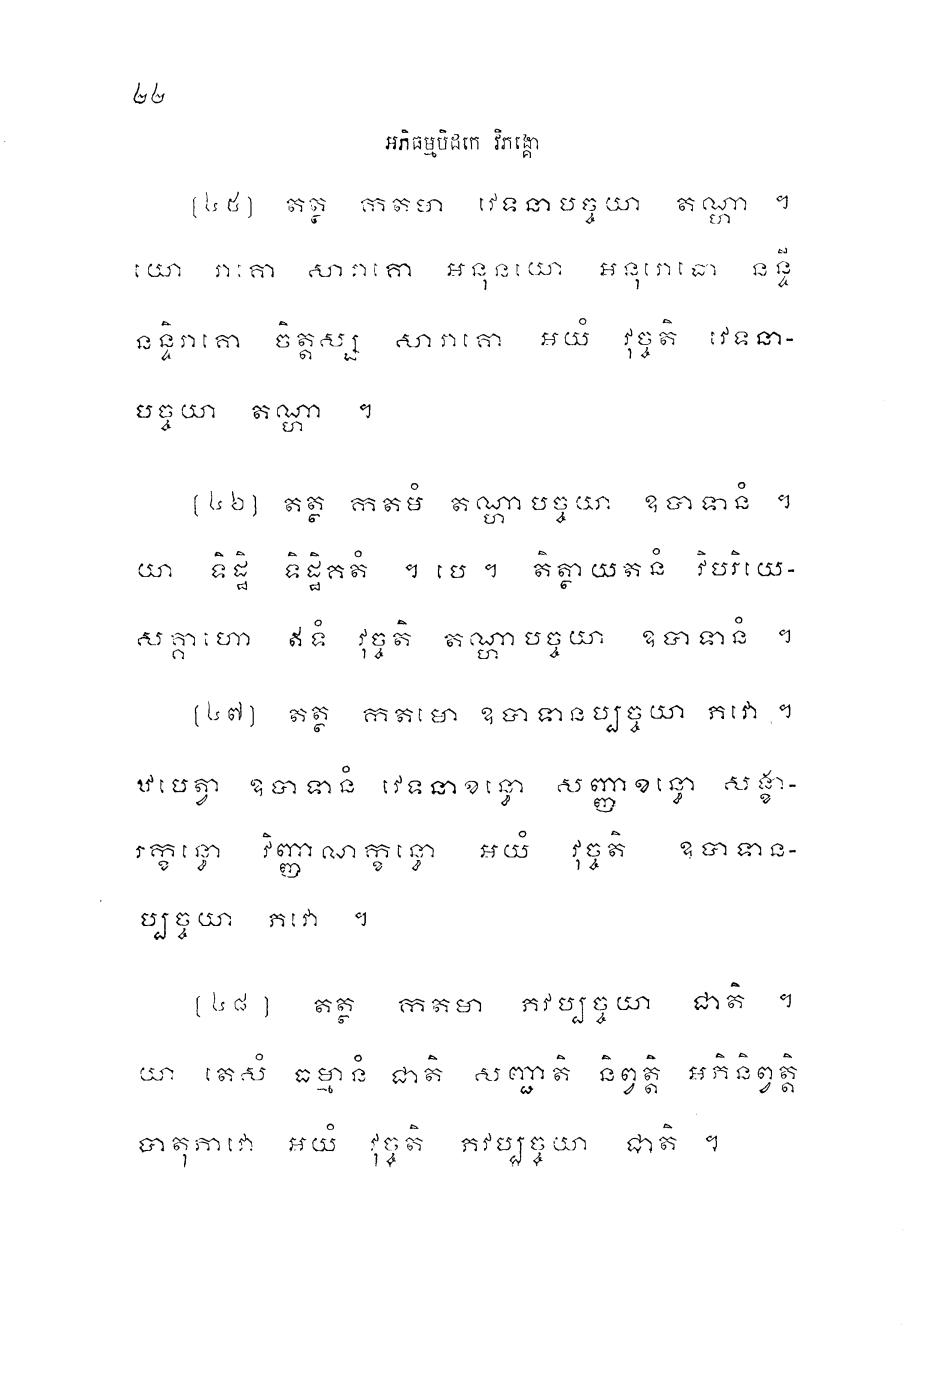 ២២
អភិធម្មបិដកេ វិភង្គោ
(៤៥) តត្ថ កតមា វេទនាបច្ចយា តណ្ហា ។
យោ រាគោ សារាគោ អនុនយោ អនុរោធោ នន្ទី
នន្ទិរាគោ ចិត្តស្ស សារាគោ អយំ វុច្ចតិ វេទនា-
បច្ចយា តណ្ហា ។
(៤៦) តត្ថ កតមំ តណ្ហាបច្ចយា ឧបាទានំ ។
យា ទិដ្ឋិ ទិដ្ឋិគតំ ។ បេ ។ តិត្ថាយតនំ វិបរិយេ-
សគ្គាហោ ឥទំ វុច្ចតិ តណ្ហាបច្ចយា ឧបាទានំ ។
(៤៧) តត្ថ កតមោ ឧបាទានប្បច្ចយា ភវោ ។
ឋបេត្វា ឧបាទានំ វេទនាខន្ធោ សញ្ញាខន្ធោ សង្ខា-
រក្ខន្ធោ វិញ្ញាណក្ខន្ធោ អយំ វុច្ចតិ ឧបាទាន-
ប្បច្ចយា ភវោ ។
(៤៨) តត្ថ កតមា ភវប្បច្ចយា ជាតិ ។
យា តេសំ ធម្មានំ ជាតិ សញ្ជាតិ និព្វត្តិ អភិនិព្វត្តិ
បាតុភាវោ អយំ វុច្ចតិ ភវប្បច្ចយា ជាតិ ។